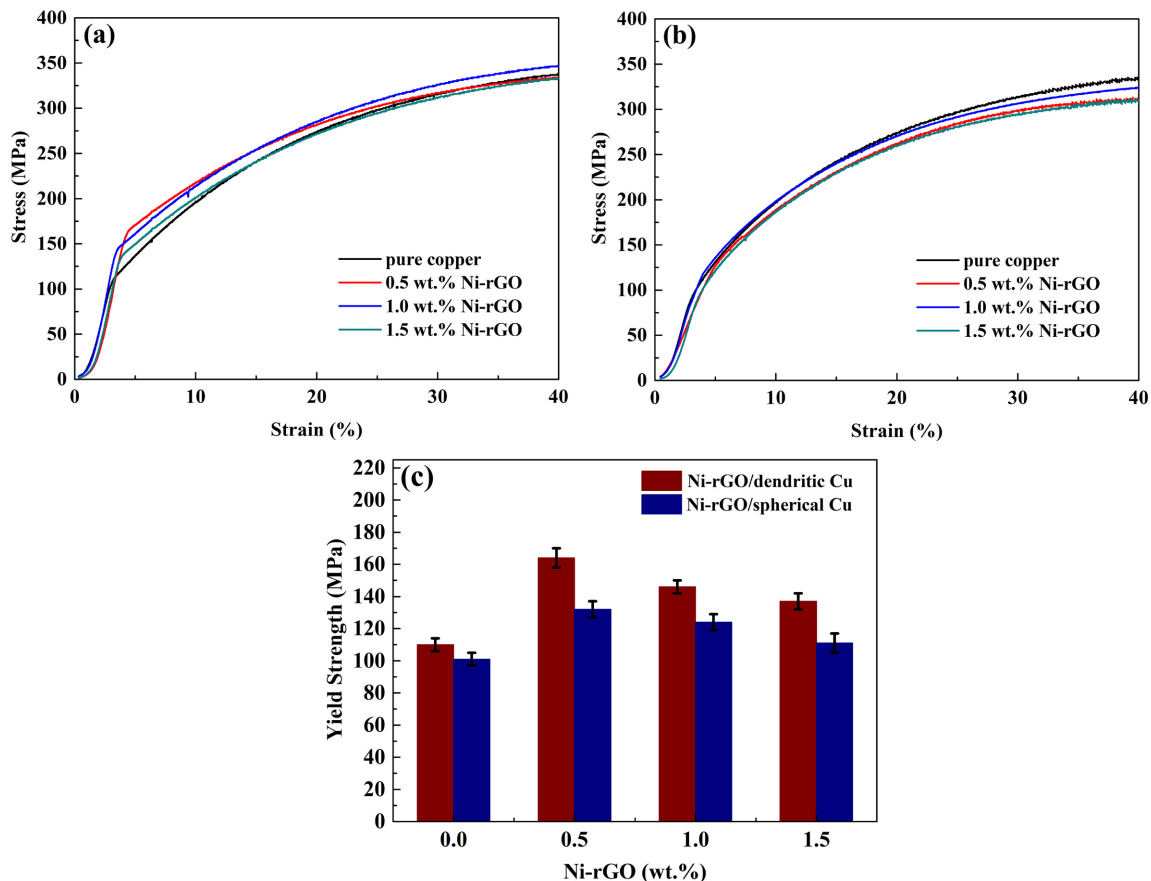 (a)
400
350
300
250
200
150
100
50
0
Stress (MPa)
pure copper
0.5 wt.% Ni-rGO
1.0 wt.% Ni-rGO
1.5 wt.% Ni-rGO
0 10 20 30 40
Strain (%)
(b)
400
350
300
250
200
150
100
50
0
Stress (MPa)
pure copper
0.5 wt.% Ni-rGO
1.0 wt.% Ni-rGO
1.5 wt.% Ni-rGO
0 10 20 30 40
Strain (%)
(c)
220
200
180
160
140
120
100
80
60
40
20
0
Yield Strength (MPa)
Ni-rGO/dendritic Cu
Ni-rGO/spherical Cu
0.0 0.5 1.0 1.5
Ni-rGO (wt.%)